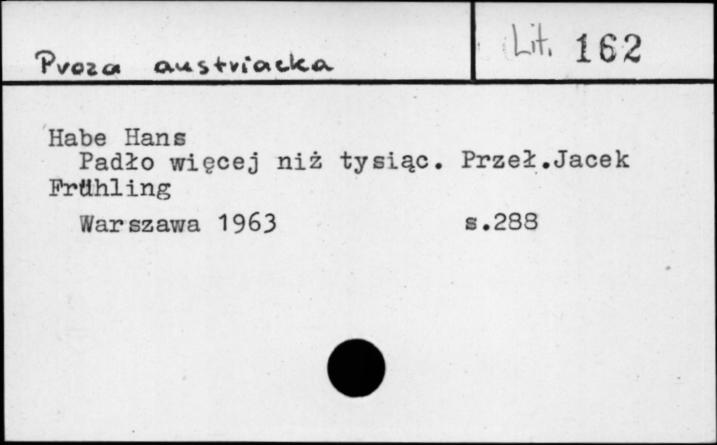 Proza austriacka
Lit. 162
Habe Hans
Padło więcej niż tysiąc. Przeł.Jacek
Frühling
Warszawa 1963 s.288